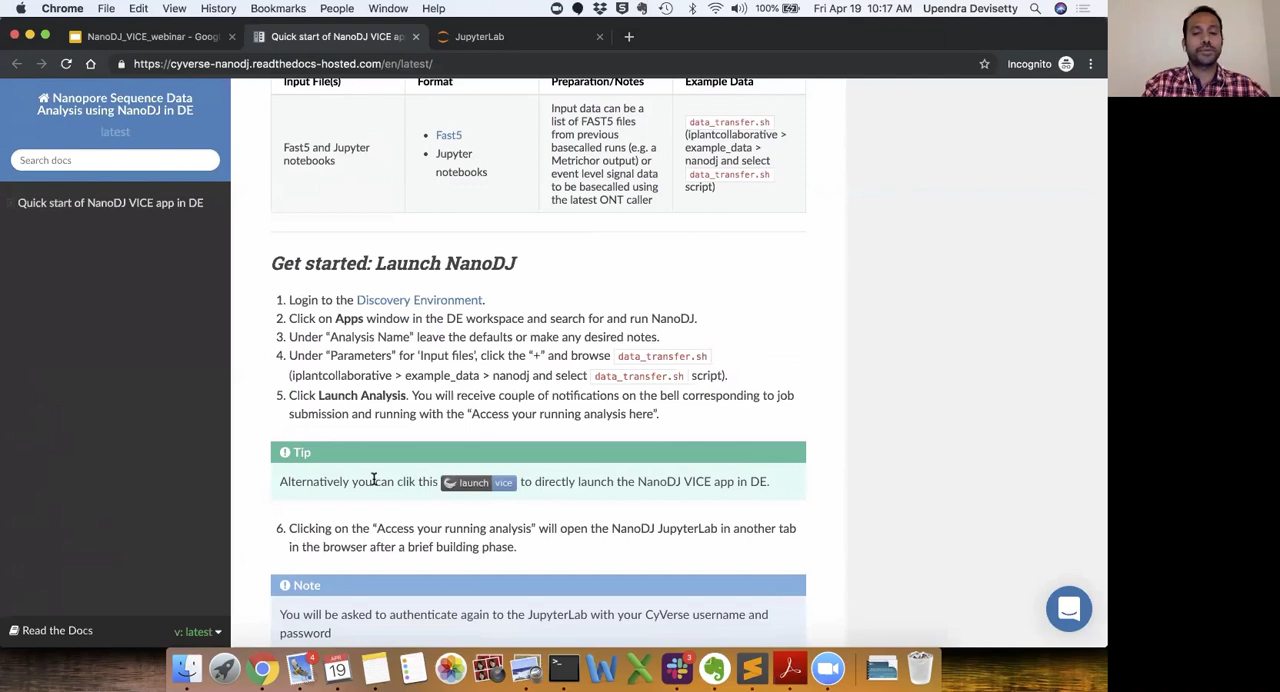 Chrome File Edit View History Bookmarks People Window Help 100% Fri Apr 19 10:17 AM Upendra Devisetty
NanoDJ_VICE_webinar - Goog
Quick start of NanoDJ VICE ap
JupyterLab
https://cyverse-nanodj.readthedocs-hosted.com/en/latest/
Incognito
Nanopore Sequence Data
Analysis using NanoDJ in DE
latest
Search docs
Quick start of NanoDJ VICE app in DE
Input File(s)
Format
Preparation/Notes
Example Data
Fast5 and Jupyter
notebooks
Fast5
Jupyter
notebooks
Input data can be a
list of FAST5 files
from previous
basecalled runs (e.g. a
Metrichor output) or
event level signal data
to be basecalled using
the latest ONT caller
data_transfer.sh
(iplantcollaborative >
example_data >
nanodj and select
data_transfer.sh
script)
Get started: Launch NanoDJ
1. Login to the Discovery Environment.
2. Click on Apps window in the DE workspace and search for and run NanoDJ.
3. Under “Analysis Name” leave the defaults or make any desired notes.
4. Under “Parameters” for ‘Input files’, click the “+” and browse data_transfer.sh
(iplantcollaborative > example_data > nanodj and select data_transfer.sh script).
5. Click Launch Analysis. You will receive couple of notifications on the bell corresponding to job
submission and running with the “Access your running analysis here”.
Tip
Alternatively you can clik this launch vice to directly launch the NanoDJ VICE app in DE.
6. Clicking on the “Access your running analysis” will open the NanoDJ JupyterLab in another tab
in the browser after a brief building phase.
Note
You will be asked to authenticate again to the JupyterLab with your CyVerse username and
password
Read the Docs
v: latest